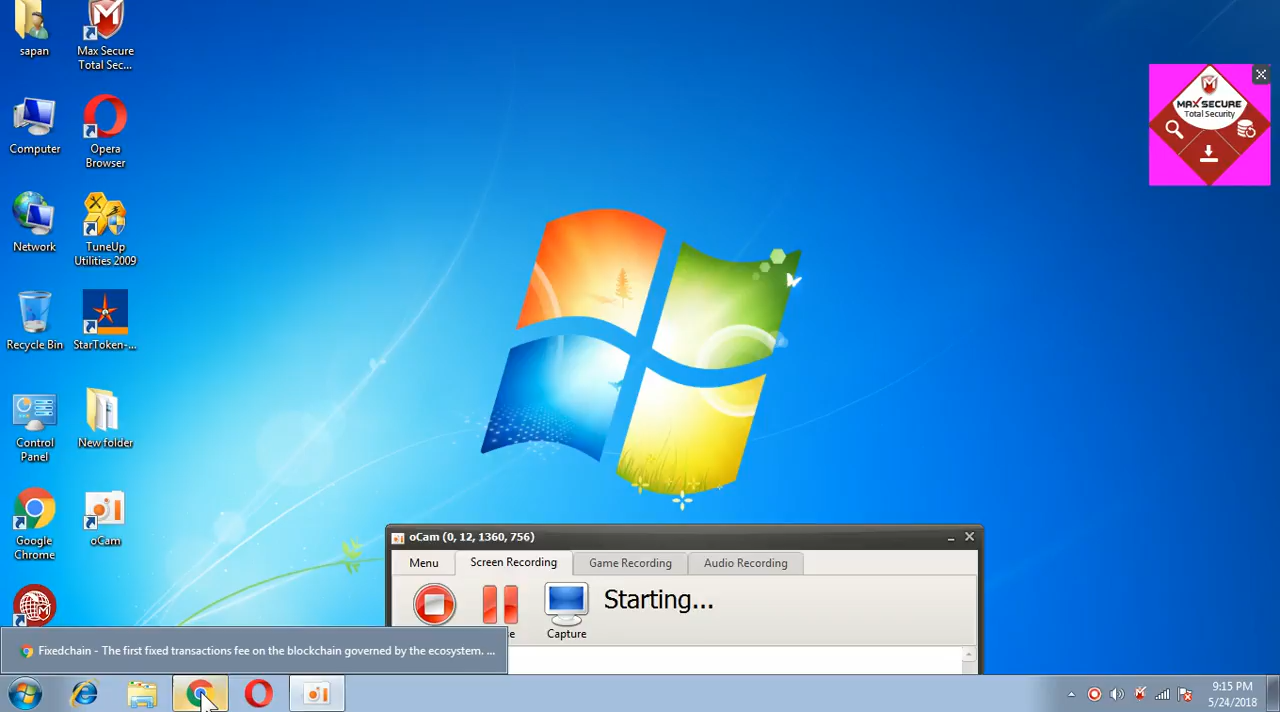 sapan
Max Secure
Total Sec...
MAX SECURE
Total Security
Computer
Opera
Browser
Network
TuneUp
Utilities 2009
Recycle Bin
StarToken-...
Control
Panel
New folder
Google
Chrome
oCam
oCam (0, 12, 1360, 756)
Menu
Screen Recording
Game Recording
Audio Recording
Starting...
se
Capture
Fixedchain - The first fixed transactions fee on the blockchain governed by the ecosystem. ...
9:15 PM
5/24/2018